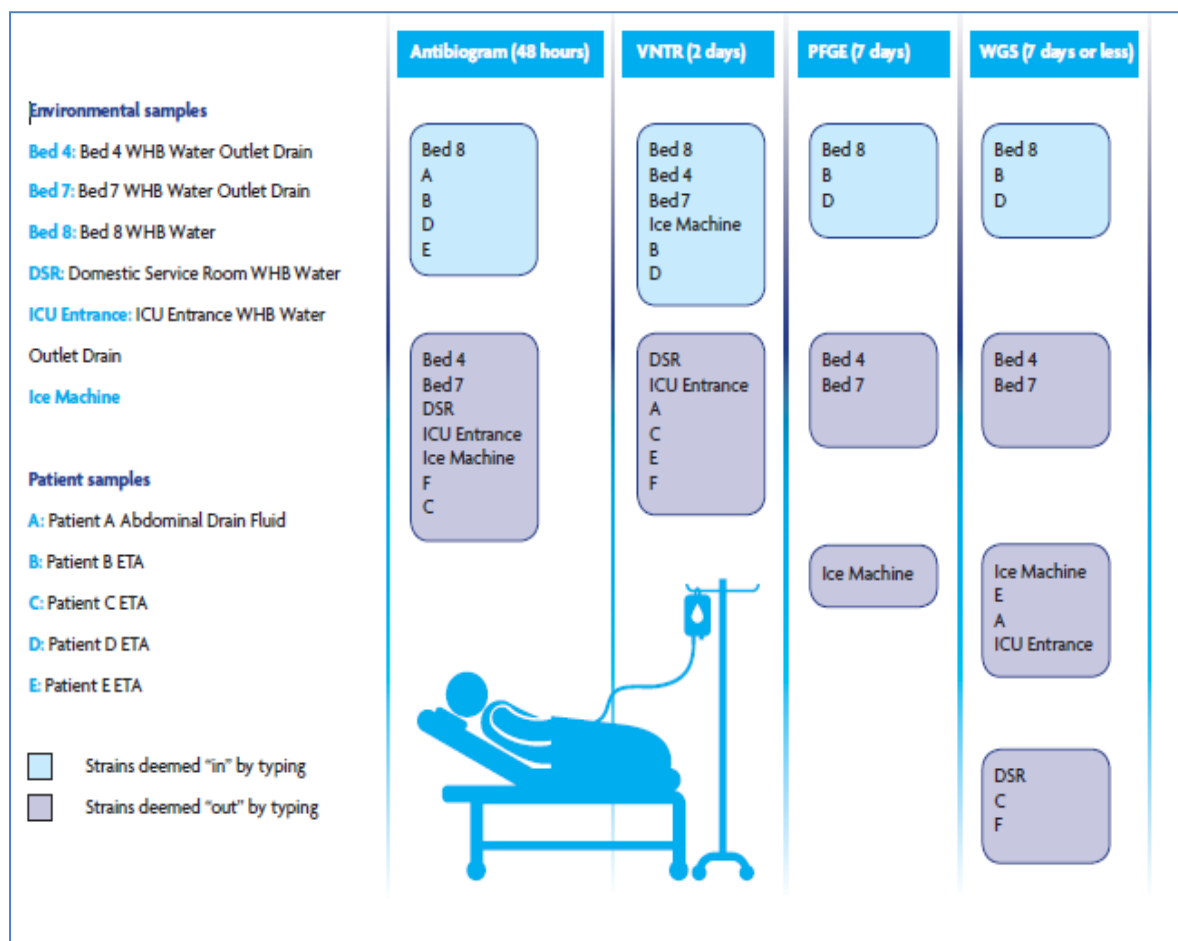 Antibiogram (48 hours)
VNTR (2 days)
PFGE (7 days)
WGS (7 days or less)
Environmental samples
Bed 4: Bed 4 WHB Water Outlet Drain
Bed 7: Bed 7 WHB Water Outlet Drain
Bed 8: Bed 8 WHB Water
DSR: Domestic Service Room WHB Water
ICU Entrance: ICU Entrance WHB Water
Outlet Drain
Ice Machine
Patient samples
A: Patient A Abdominal Drain Fluid
B: Patient B ETA
C: Patient C ETA
D: Patient D ETA
E: Patient E ETA
Strains deemed "in" by typing
Strains deemed "out" by typing
Bed 8
A
B
D
E
Bed 4
Bed 7
DSR
ICU Entrance
Ice Machine
F
C
Bed 8
Bed 4
Bed 7
Ice Machine
B
D
DSR
ICU Entrance
A
C
E
F
Bed 8
B
D
Bed 4
Bed 7
Ice Machine
Bed 8
B
D
Bed 4
Bed 7
Ice Machine
E
A
ICU Entrance
DSR
C
F